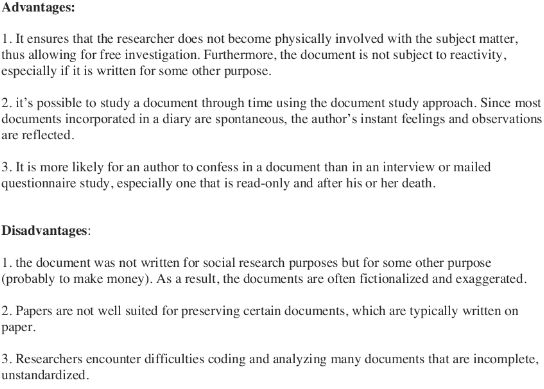 Advantages:
1. It ensures that the researcher does not become physically involved with the subject matter,
thus allowing for free investigation. Furthermore, the document is not subject to reactivity,
especially if it is written for some other purpose.
2. it’s possible to study a document through time using the document study approach. Since most
documents incorporated in a diary are spontaneous, the author’s instant feelings and observations
are reflected.
3. It is more likely for an author to confess in a document than in an interview or mailed
questionnaire study, especially one that is read-only and after his or her death.
Disadvantages:
1. the document was not written for social research purposes but for some other purpose
(probably to make money). As a result, the documents are often fictionalized and exaggerated.
2. Papers are not well suited for preserving certain documents, which are typically written on
paper.
3. Researchers encounter difficulties coding and analyzing many documents that are incomplete,
unstandardized.